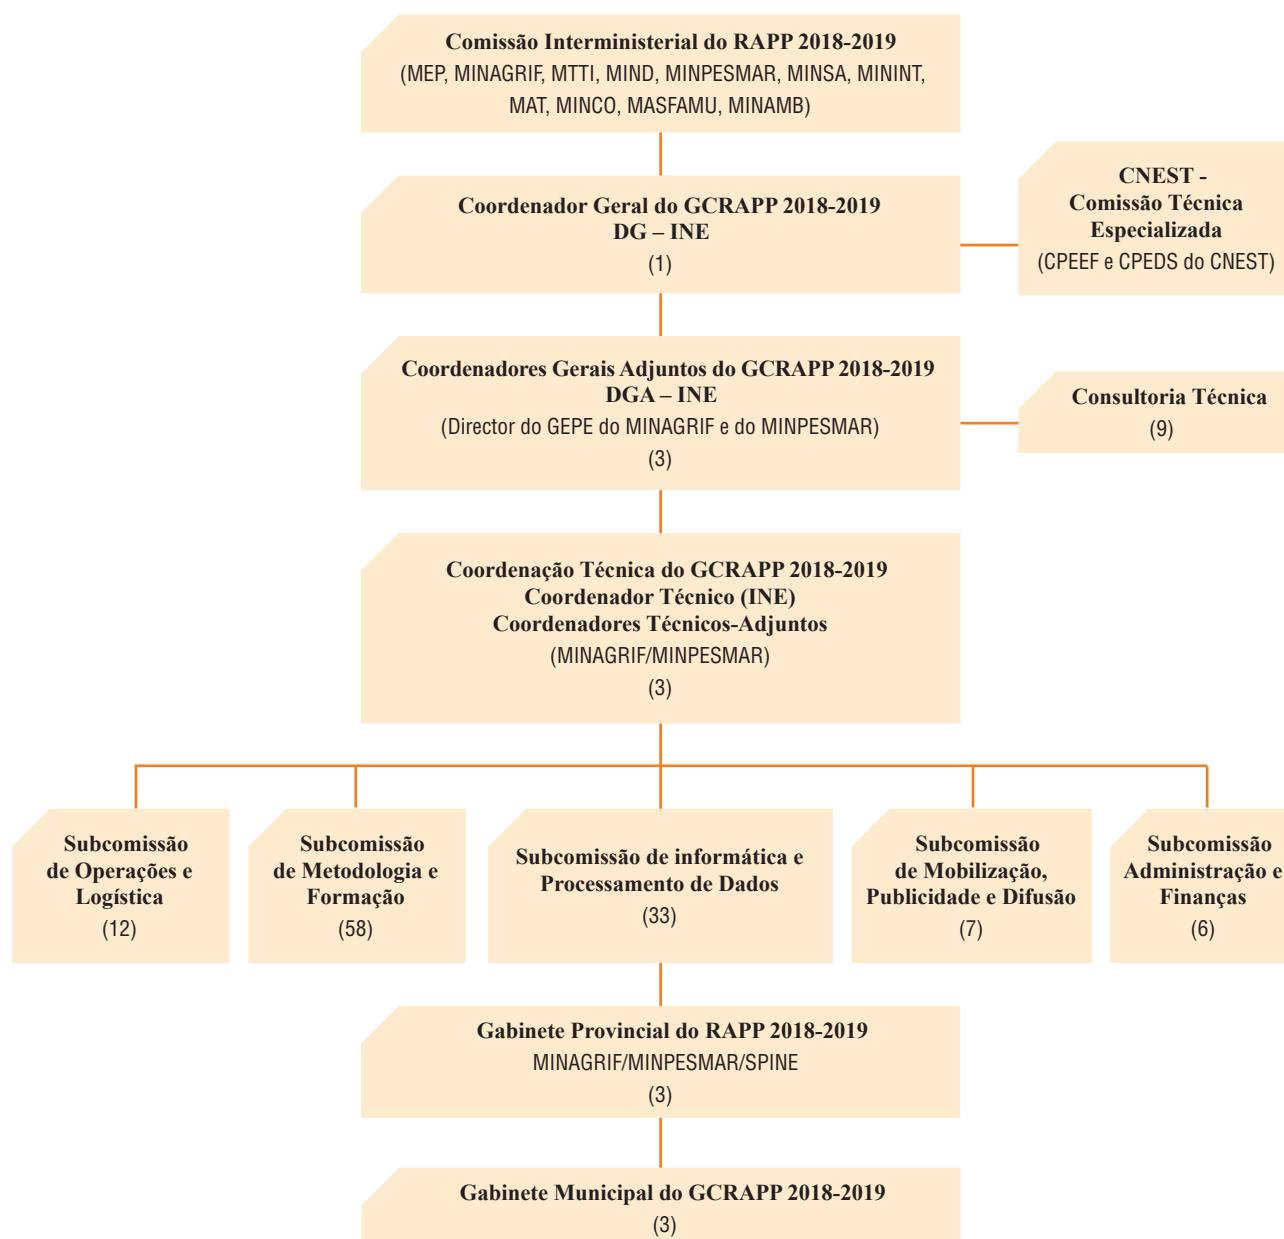 Comissão Interministerial do RAPP 2018-2019
(MEP, MINAGRIF, MTTI, MIND, MINPESMAR, MINSA, MININT,
MAT, MINCO, MASFAMU, MINAMB)
Coordenador Geral do GCRAPP 2018-2019
DG – INE
(1)
CNEST -
Comissão Técnica
Especializada
(CPEEF e CPEDS do CNEST)
Coordenadores Gerais Adjuntos do GCRAPP 2018-2019
DGA – INE
(Director do GEPE do MINAGRIF e do MINPESMAR)
(3)
Consultoria Técnica
(9)
Coordenação Técnica do GCRAPP 2018-2019
Coordenador Técnico (INE)
Coordenadores Técnicos-Adjuntos
(MINAGRIF/MINPESMAR)
(3)
Subcomissão
de Operações e
Logística
(12)
Subcomissão
de Metodologia e
Formação
(58)
Subcomissão de informática e
Processamento de Dados
(33)
Subcomissão
de Mobilização,
Publicidade e Difusão
(7)
Subcomissão
Administração e
Finanças
(6)
Gabinete Provincial do RAPP 2018-2019
MINAGRIF/MINPESMAR/SPINE
(3)
Gabinete Municipal do GCRAPP 2018-2019
(3)